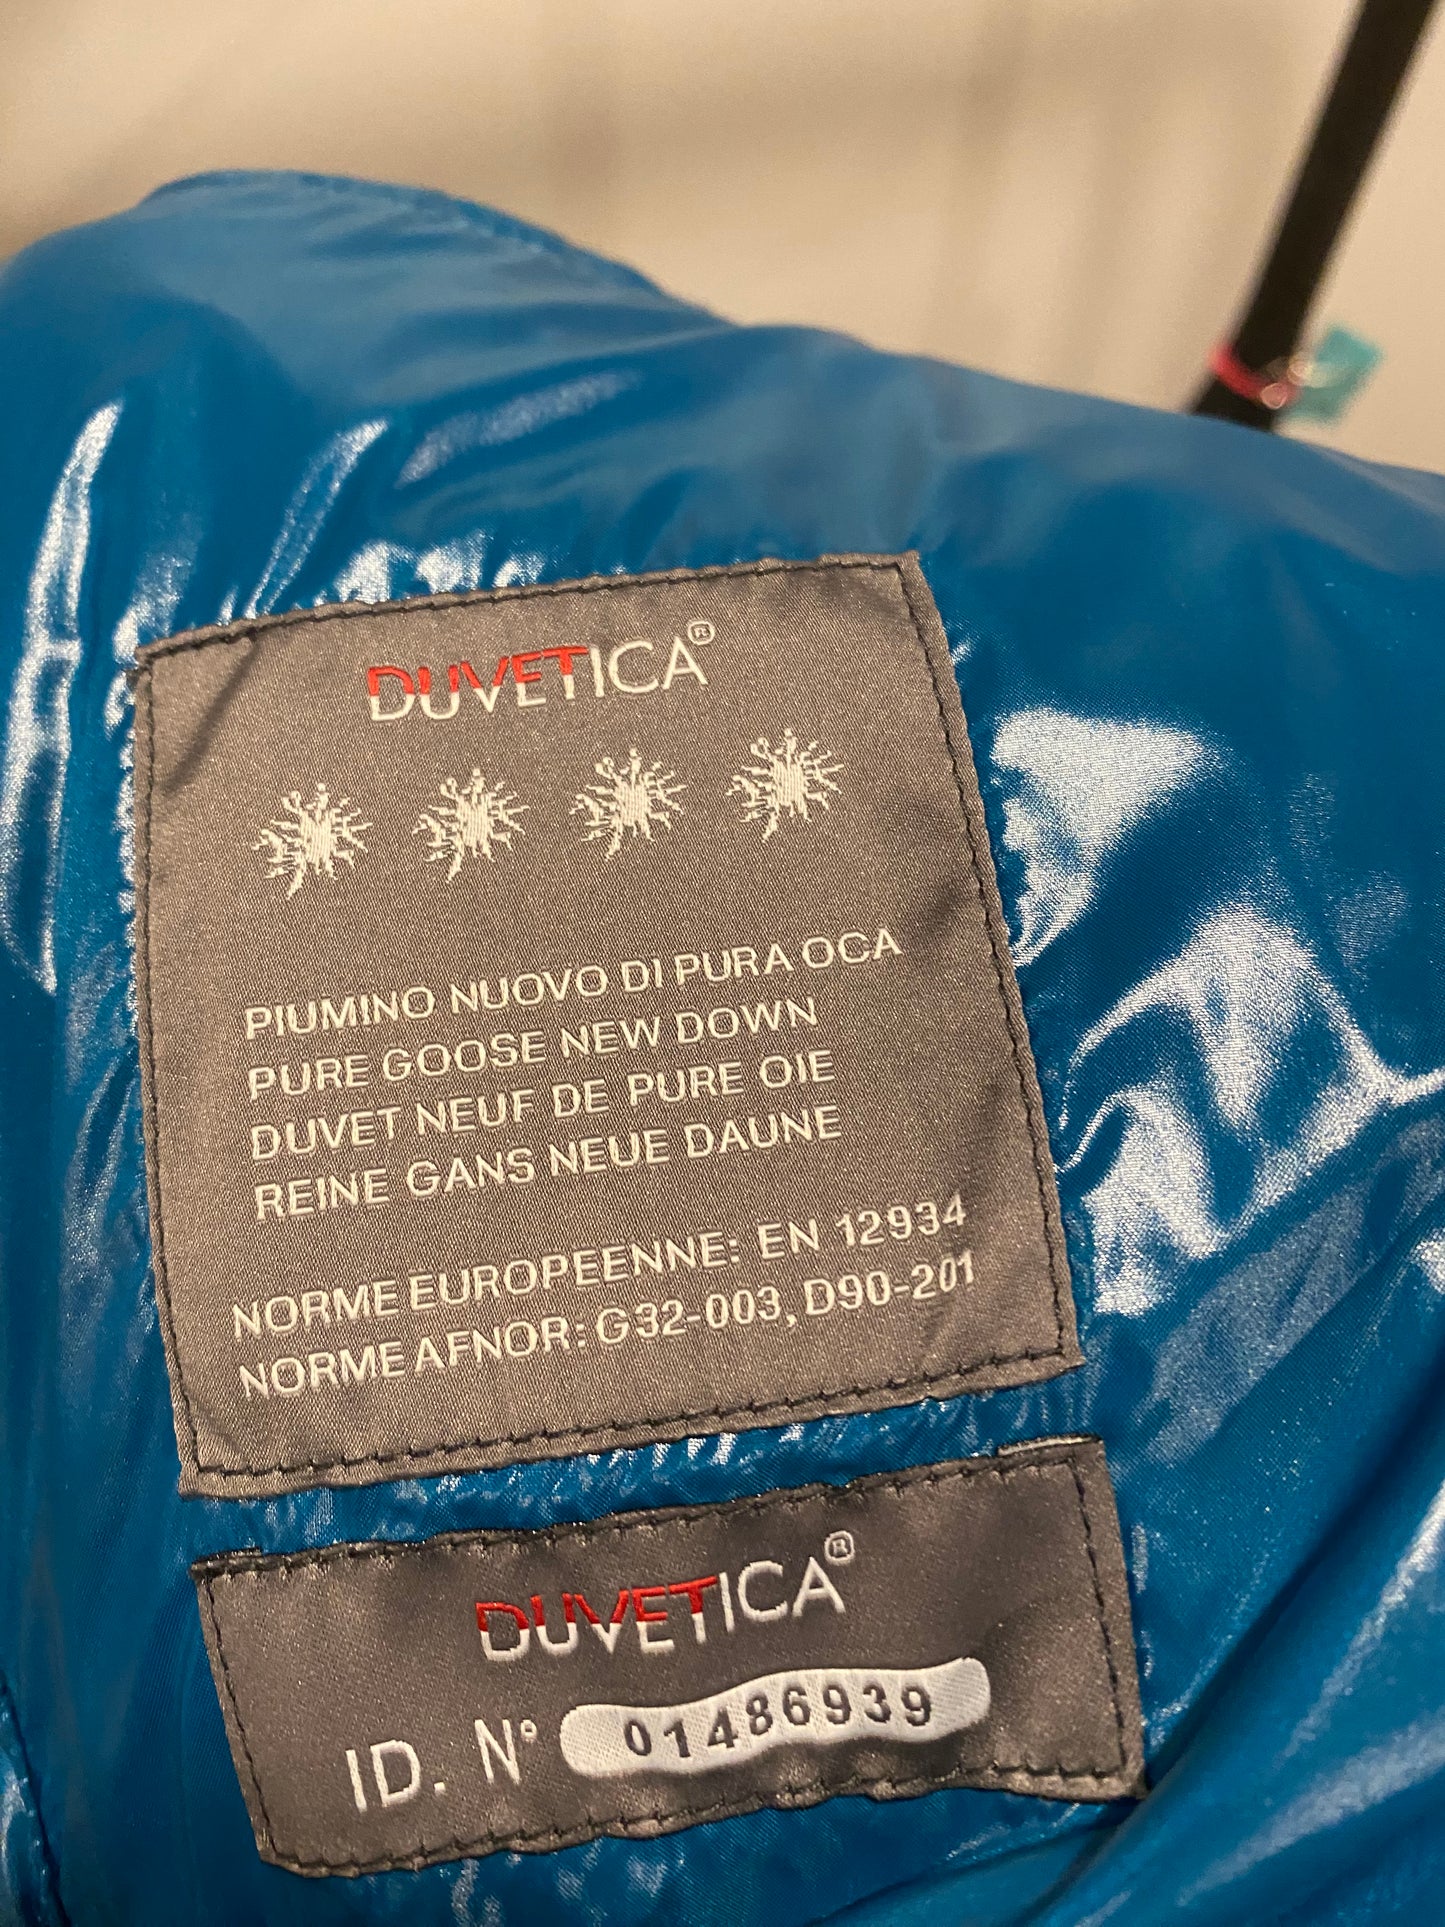 DUVETICA®
PIUMINO NUOVO DI PURA OCA
PURE GOOSE NEW DOWN
DUVET NEUF DE PURE OIE
REINE GANS NEUE DAUNE
NORME EUROPEENNE: EN 12934
NORME AFNOR: G32-003, D90-201
DUVETICA®
ID. N° 01486939